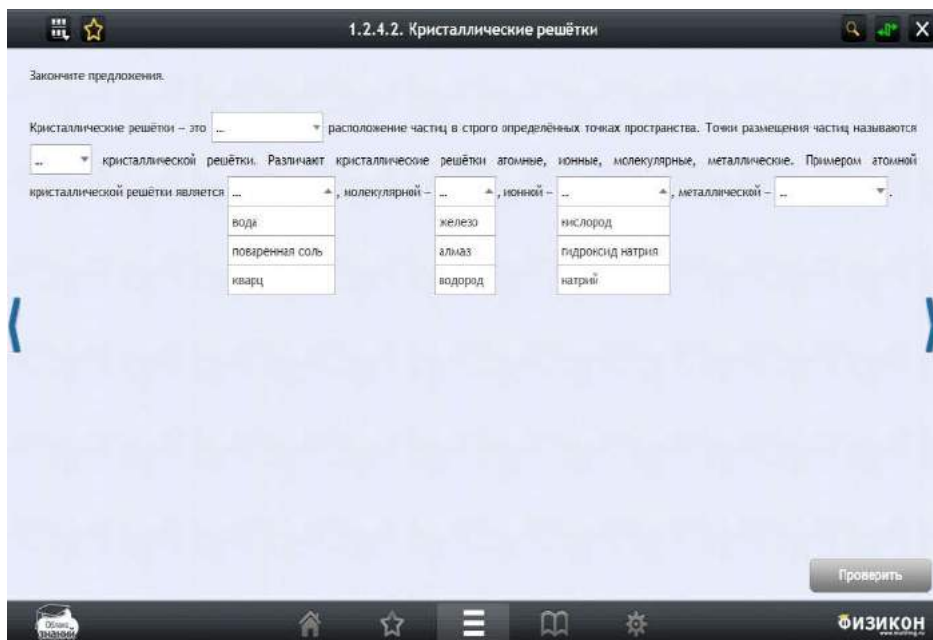 1.2.4.2. Кристаллические решётки
Закончите предложения.
Кристаллические решётки – это ... расположение частиц в строго определённых точках пространства. Точки размещения частиц называются
... кристаллической решётки. Различают кристаллические решётки атомные, ионные, молекулярные, металлические. Примером атомной
кристаллической решётки является ... , молекулярной – ... , ионной – ... , металлической – ... .
вода железо кислород
поваренная соль алмаз гидроксид натрия
кварц водород натрий
Проверить
Облако знаний
ФИЗИКОН